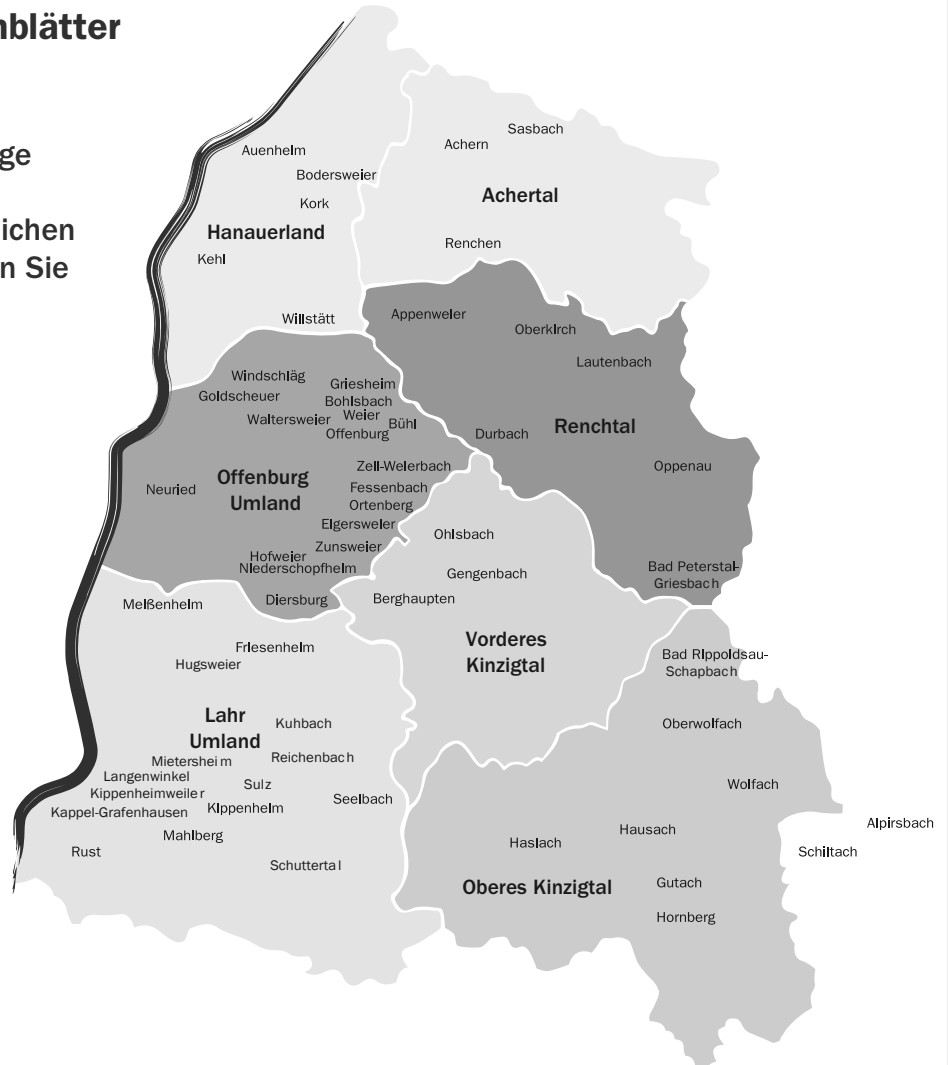 nblätter
ge
ichen
n Sie
Auenheim
Bodersweier
Kork
Hanauerland
Kehl
Willstätt
Achern
Sasbach
Achertal
Renchen
Appenweier
Oberkirch
Lautenbach
Durbach
Renchtal
Oppenau
Bad Peterstal-
Griesbach
Windschläg
Goldscheuer
Griesheim
Bohlsbach
Waltersweier
Weier
Bühl
Offenburg
Zell-Weierbach
Neuried
Offenburg
Umland
Fessenbach
Ortenberg
Elgersweier
Zunsweier
Hofweier
Niederschopfheim
Diersburg
Ohlsbach
Gengenbach
Berghaupten
Vorderes
Kinzigtal
Meißenheim
Friesenheim
Hugsweier
Lahr
Umland
Kuhbach
Mietersheim
Reichenbach
Langenwinkel
Sulz
Kippenheimweiler
Kippenheim
Seelbach
Kappel-Grafenhausen
Mahlberg
Rust
Schuttertal
Bad Rippoldsau-
Schapbach
Oberwolfach
Wolfach
Alpirsbach
Schiltach
Hausach
Haslach
Oberes Kinzigtal
Gutach
Hornberg